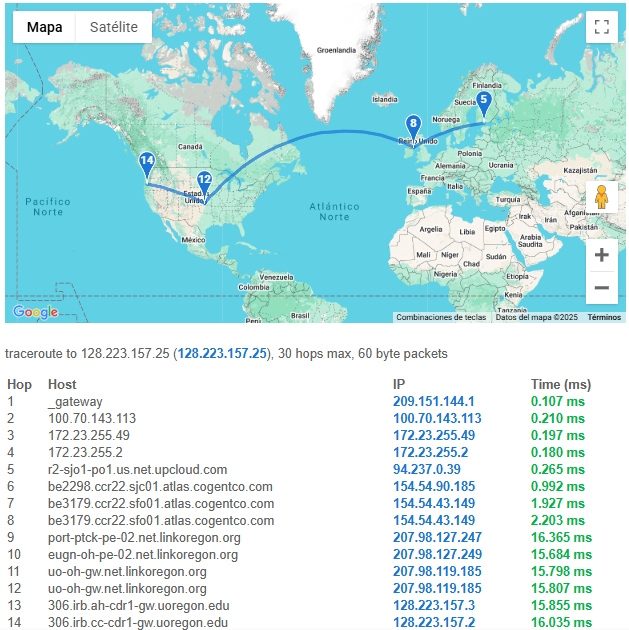 Mapa Satélite
Groenlandia
Islandia
Finlandia
Suecia
5
Noruega
8
Reino Unido
Canadá
14
12
Estados
Unidos
Polonia
Alemania
Ucrania
Francia
Italia
España
Turquía
Kazajistán
Pacífico
Norte
Atlántico
Norte
Irak
Irán
Afganistán
Pakistán
Argelia
Libia
Egipto
Arabia
Saudita
México
Malí
Níger
Chad
Sudán
Nigeria
Etiopía
Kenia
Tanzania
Venezuela
Colombia
Perú
Brasil
Google
Combinaciones de teclas Datos del mapa ©2025 Términos
traceroute to 128.223.157.25 (128.223.157.25), 30 hops max, 60 byte packets
Hop Host IP Time (ms)
1 _gateway 209.151.144.1 0.107 ms
2 100.70.143.113 100.70.143.113 0.210 ms
3 172.23.255.49 172.23.255.49 0.197 ms
4 172.23.255.2 172.23.255.2 0.180 ms
5 r2-sjo1-po1.us.net.upcloud.com 94.237.0.39 0.265 ms
6 be2298.ccr22.sjc01.atlas.cogentco.com 154.54.90.185 0.992 ms
7 be3179.ccr22.sfo01.atlas.cogentco.com 154.54.43.149 1.927 ms
8 be3179.ccr22.sfo01.atlas.cogentco.com 154.54.43.149 2.203 ms
9 port-ptck-pe-02.net.linkoregon.org 207.98.127.247 16.365 ms
10 eugn-oh-pe-02.net.linkoregon.org 207.98.127.249 15.684 ms
11 uo-oh-gw.net.linkoregon.org 207.98.119.185 15.798 ms
12 uo-oh-gw.net.linkoregon.org 207.98.119.185 15.807 ms
13 306.irb.ah-cdr1-gw.uoregon.edu 128.223.157.3 15.855 ms
14 306.irb.cc-cdr1-gw.uoregon.edu 128.223.157.2 16.035 ms